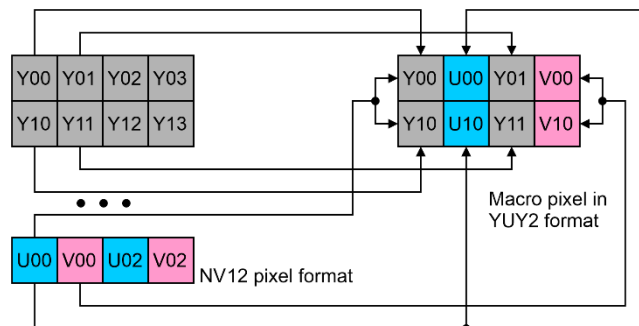 Y00 Y01 Y02 Y03
Y10 Y11 Y12 Y13
Y00 U00 Y01 V00
Y10 U10 Y11 V10
Macro pixel in
YUY2 format
U00 V00 U02 V02
NV12 pixel format